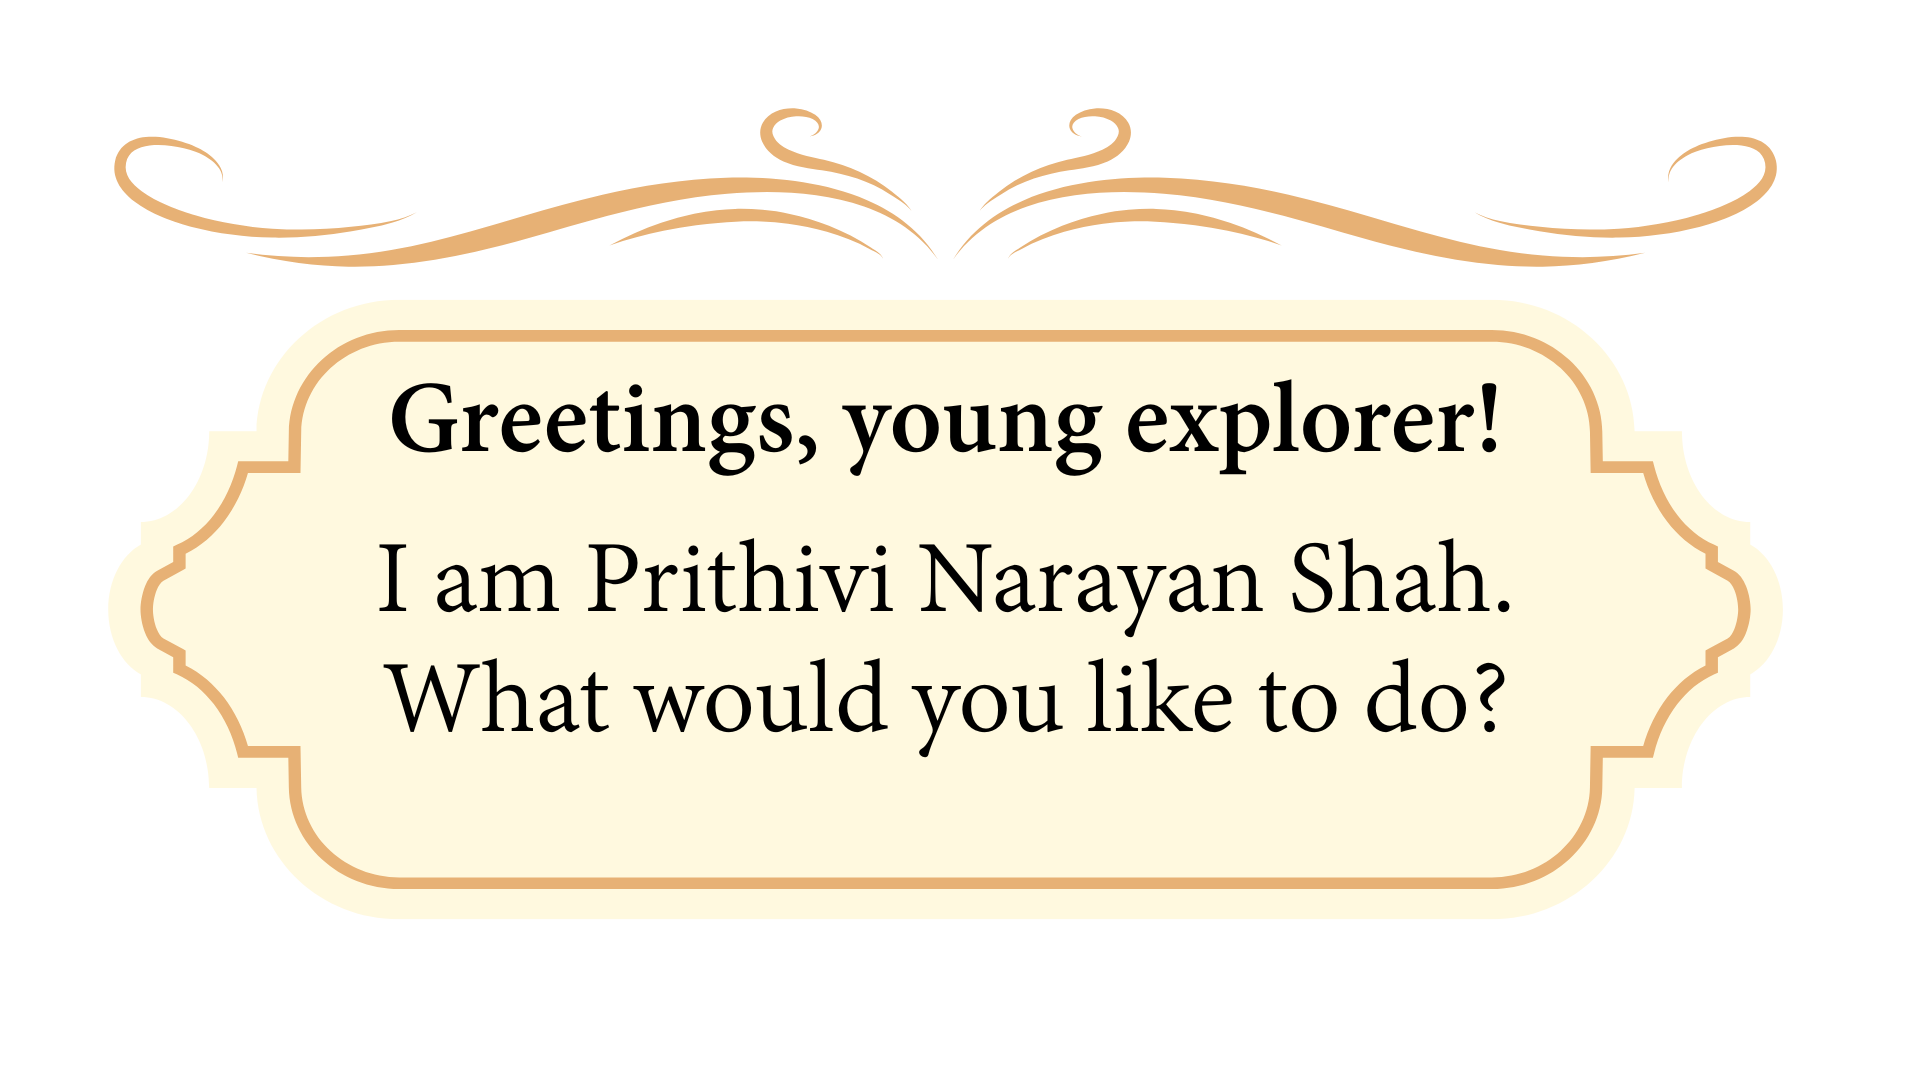 Greetings, young explorer!
I am Prithivi Narayan Shah.
What would you like to do?